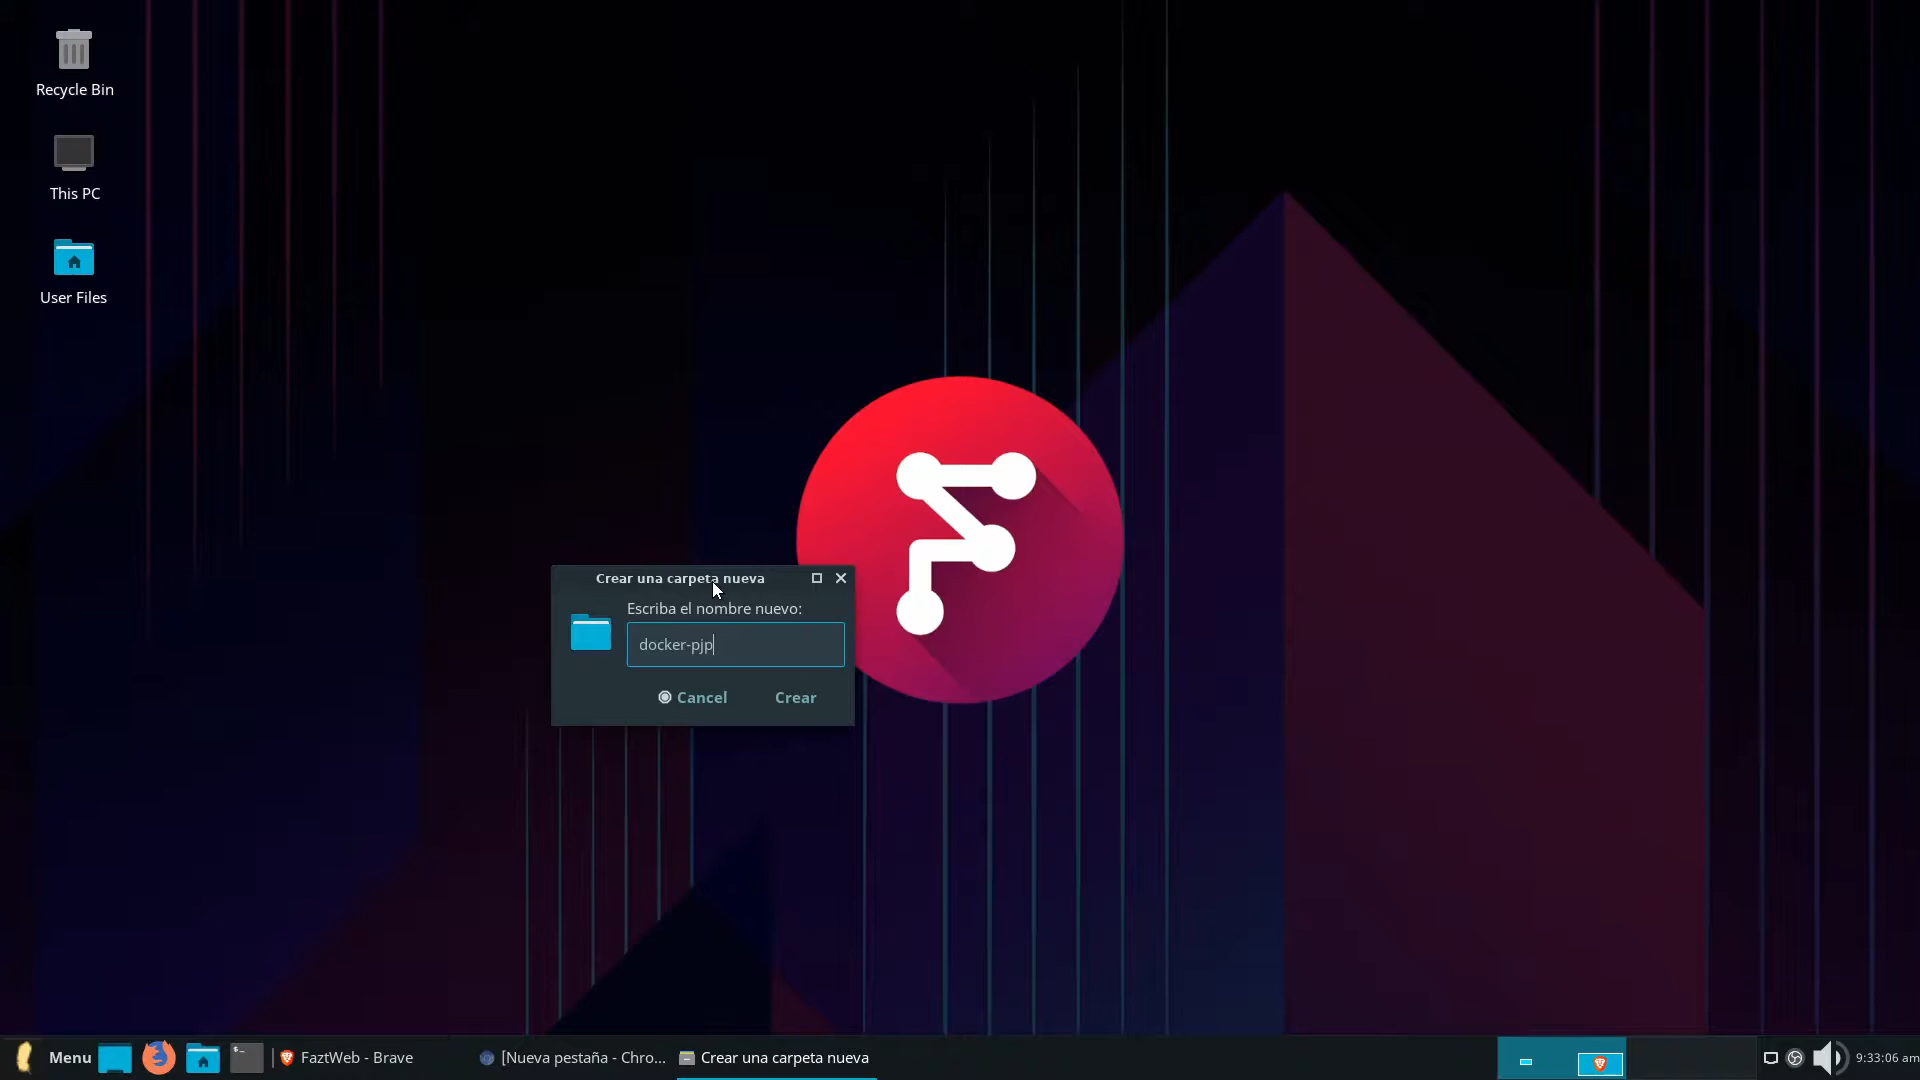 Recycle Bin
This PC
User Files
Crear una carpeta nueva
Escriba el nombre nuevo:
docker-pjp
Cancel
Crear
Menu
FaztWeb - Brave
[Nueva pestaña - Chro...
Crear una carpeta nueva
9:33:06 am